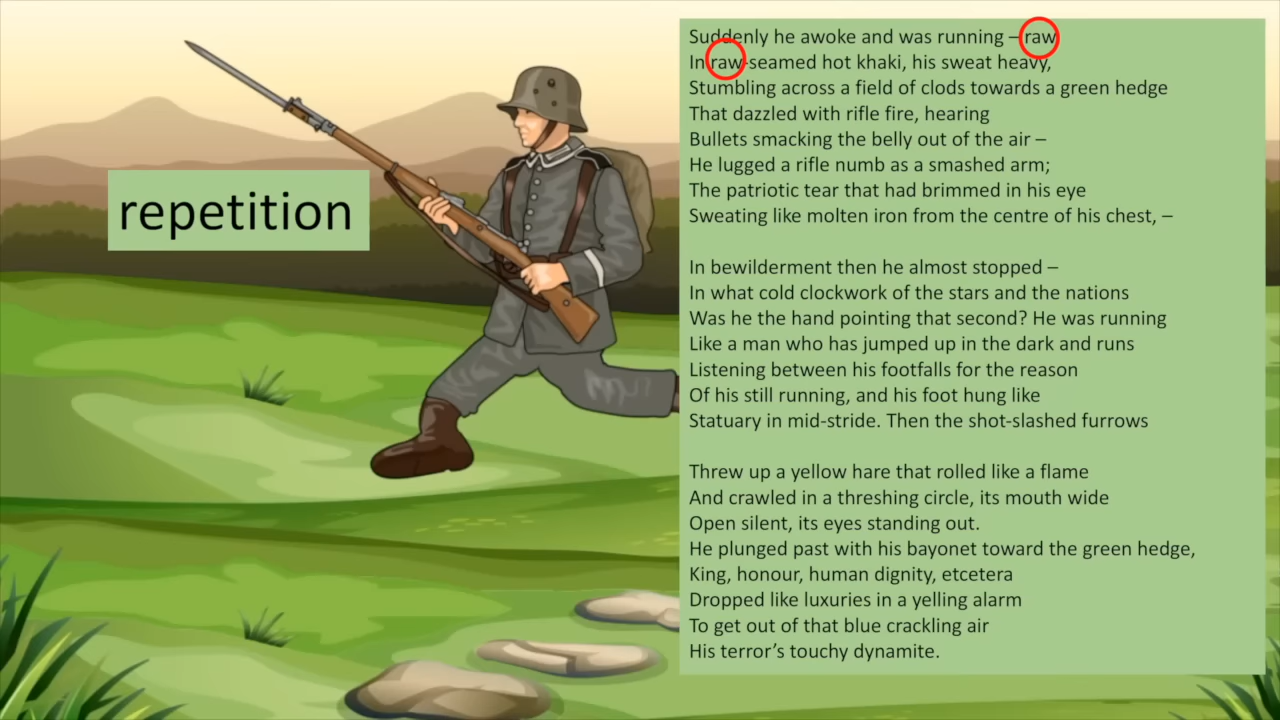 repetition
Suddenly he awoke and was running – raw
In raw-seamed hot khaki, his sweat heavy,
Stumbling across a field of clods towards a green hedge
That dazzled with rifle fire, hearing
Bullets smacking the belly out of the air –
He lugged a rifle numb as a smashed arm;
The patriotic tear that had brimmed in his eye
Sweating like molten iron from the centre of his chest, –
In bewilderment then he almost stopped –
In what cold clockwork of the stars and the nations
Was he the hand pointing that second? He was running
Like a man who has jumped up in the dark and runs
Listening between his footfalls for the reason
Of his still running, and his foot hung like
Statuary in mid-stride. Then the shot-slashed furrows
Threw up a yellow hare that rolled like a flame
And crawled in a threshing circle, its mouth wide
Open silent, its eyes standing out.
He plunged past with his bayonet toward the green hedge,
King, honour, human dignity, etcetera
Dropped like luxuries in a yelling alarm
To get out of that blue crackling air
His terror’s touchy dynamite.